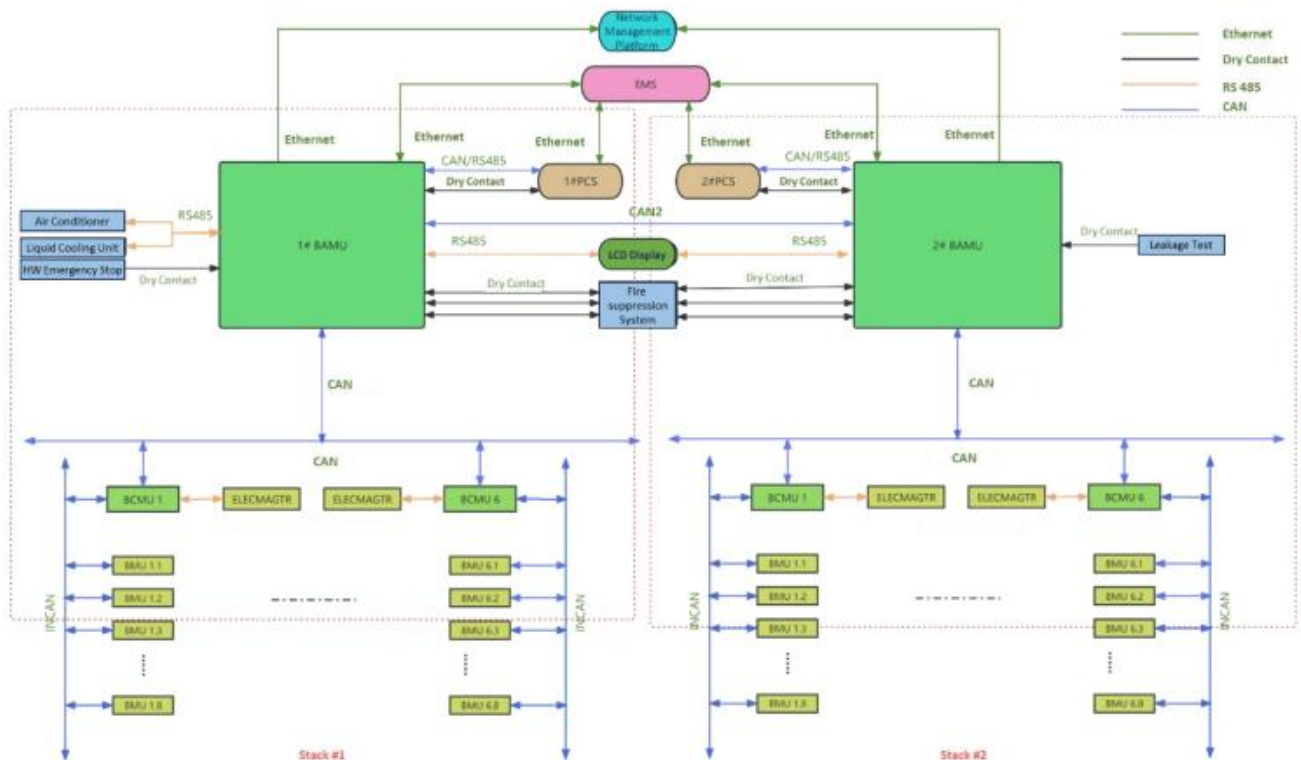 Network
Management
Platform
EMS
Ethernet
Dry Contact
RS 485
CAN
Ethernet
Ethernet
Ethernet
Ethernet
Ethernet
Ethernet
CAN/RS485
1#PCS
Dry Contact
2#PCS
CAN/RS485
Dry Contact
CAN2
Air Conditioner
Liquid Cooling Unit
HW Emergency Stop
RS485
Dry Contact
1# BAMU
RS485
LCD Display
RS485
2# BAMU
Dry Contact
Leakage Test
Dry Contact
Fire
suppression
System
Dry Contact
CAN
CAN
CAN
CAN
BCMU 1
ELECMAGTR
ELECMAGTR
BCMU 6
BCMU 1
ELECMAGTR
ELECMAGTR
BCMU 6
BMU 1.1
BMU 6.1
BMU 1.1
BMU 6.1
BMU 1.2
BMU 6.2
BMU 1.2
BMU 6.2
INCAN
BMU 1.3
BMU 6.3
INCAN
INCAN
BMU 1.3
BMU 6.3
INCAN
BMU 1.8
BMU 6.8
BMU 1.8
BMU 6.8
Stack #1
Stack #2